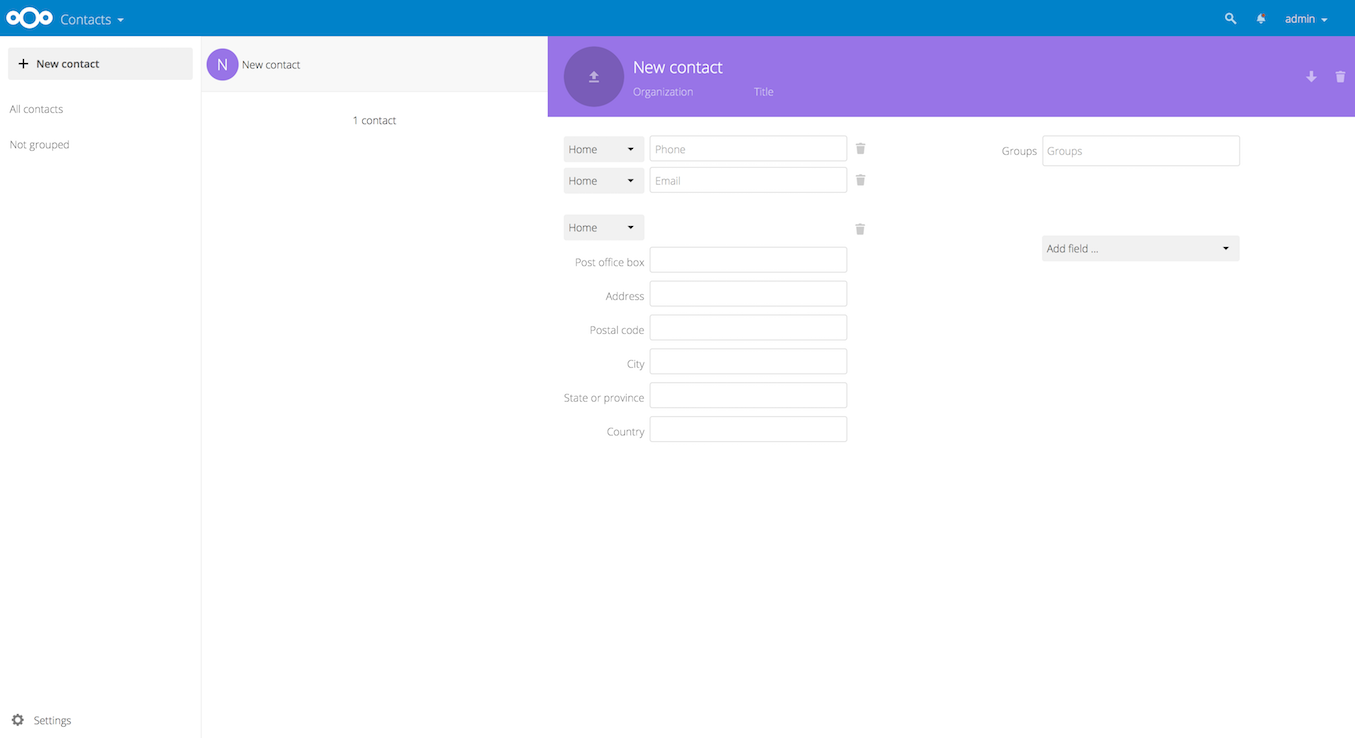 Contacts
admin
New contact
All contacts
Not grouped
Settings
N New contact
1 contact
New contact
Organization Title
Home Phone
Home Email
Home
Post office box
Address
Postal code
City
State or province
Country
Groups Groups
Add field ...